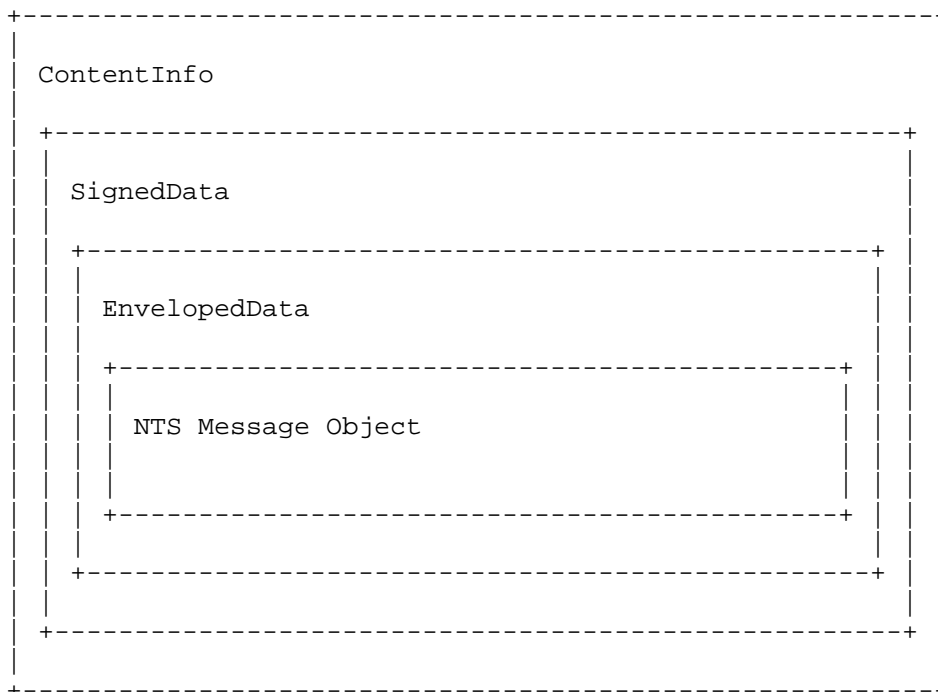 ContentInfo
SignedData
EnvelopedData
NTS Message Object